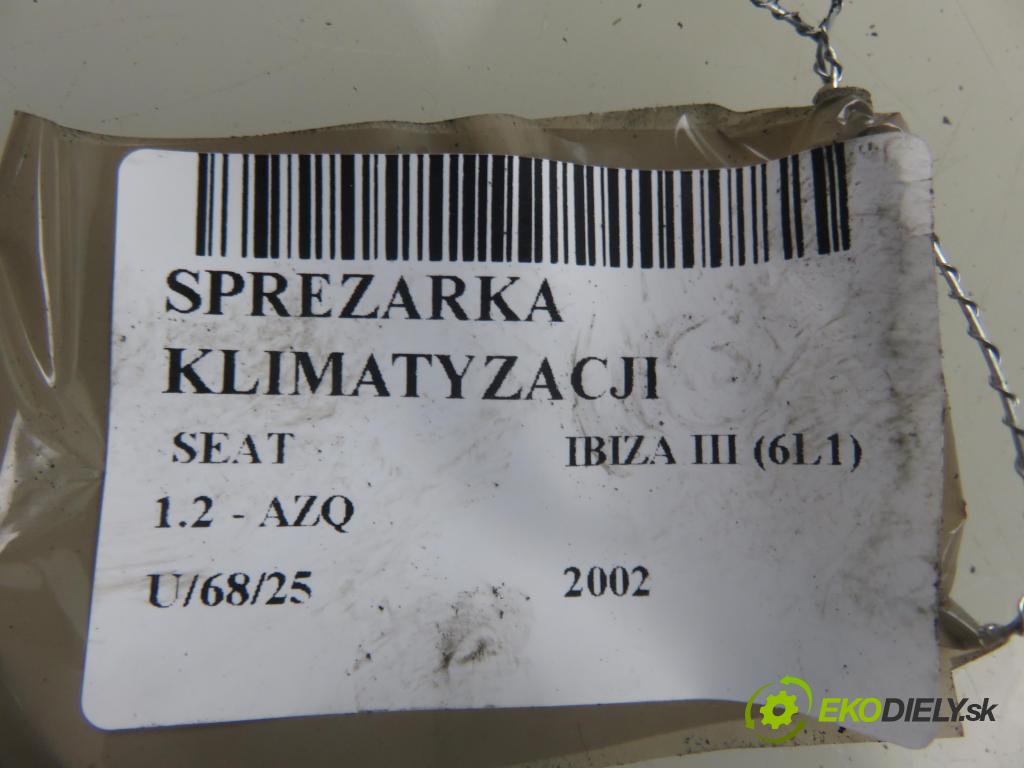 SPREZARKA
KLIMATYZACJI
SEAT IBIZA III (6L1)
1.2 - AZQ
U/68/25 2002
EKODIELY.sk